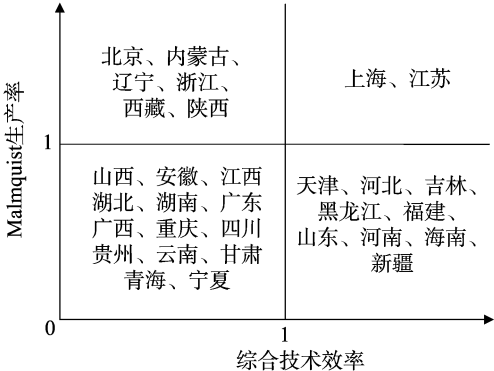 Malmquist生产率
北京、内蒙古、
辽宁、浙江、
西藏、陕西
上海、江苏
1
山西、安徽、江西
湖北、湖南、广东
广西、重庆、四川
贵州、云南、甘肃
青海、宁夏
天津、河北、吉林、
黑龙江、福建、
山东、河南、海南、
新疆
0
1
综合技术效率